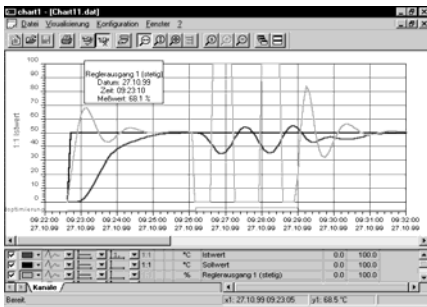 chart1 - [Chart11.dat]
Datei Visualisierung Konfiguration Fenster ?
100
90
80
70
60
50
40
30
20
10
0
1:1 Istwert
Reglerausgang 1 (stetig)
Datum: 27.10.99
Zeit: 09:23:10
Meßwert: 68.1 %
optimierung
09:22:00 09:23:00 09:24:00 09:25:00 09:26:00 09:27:00 09:28:00 09:29:00 09:30:00 09:31:00 09:32:00
27.10.99 27.10.99 27.10.99 27.10.99 27.10.99 27.10.99 27.10.99 27.10.99 27.10.99 27.10.99 27.10.99
1:1 °C Istwert 0.0 100.0
1:1 °C Sollwert 0.0 100.0
% Reglerausgang 1 (stetig) 0.0 100.0
Kanäle
Bereit x1: 27.10.99 09:23:05 y1: 68.5 °C